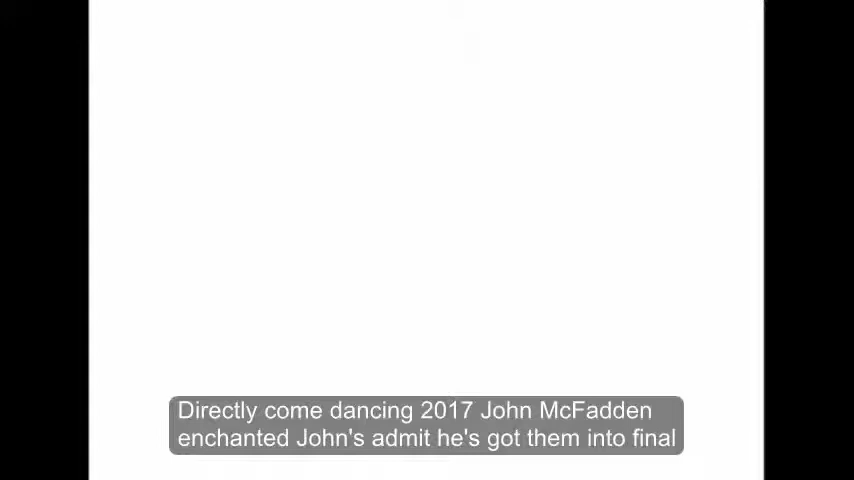 Directly come dancing 2017 John McFadden
enchanted John's admit he's got them into final